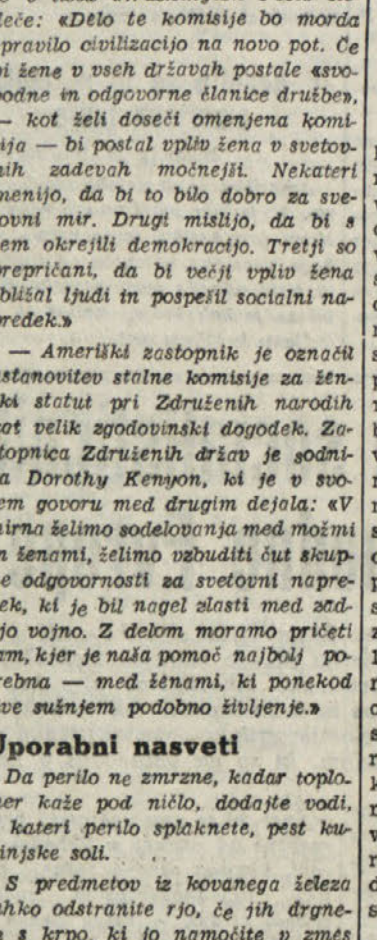 leče: «Delo te komisije bo morda
pravilo civilizacijo na novo pot. Če
bi žene v vseh državah postale «svo-
bodne in odgovorne članice družbe»,
— kot želi doseči omenjena komi-
sija — bi postal vpliv žena v svetov-
nih zadevah močnejši. Nekateri
menijo, da bi to bilo dobro za sve-
tovni mir. Drugi mislijo, da bi s
tem okrejili demokracijo. Tretji so
prepričani, da bi večji vpliv žena
zbližal ljudi in pospešil socialni na-
predek.»
— Ameriški zastopnik je označil
ustanovitev stalne komisije za žen-
ski statut pri Združenih narodih
kot velik zgodovinski dogodek. Za-
stopnica Združenih držav je sodni-
ca Dorothy Kenyon, ki je v svo-
jem govoru med drugim dejala: «V
mirna želimo sodelovanja med možmi
in ženami, želimo vzbuditi čut skup-
ne odgovornosti za svetovni napre-
dek, ki je bil nagel zlasti med zad-
njo vojno. Z delom moramo pričeti
tam, kjer je naša pomoč najbolj po-
trebna — med ženami, ki ponekod
žive sužnjem podobno življenje.»
Uporabni nasveti
Da perilo ne zmrzne, kadar toplo-
mer kaže pod ničlo, dodajte vodi,
v kateri perilo splaknete, pest ku-
hinjske soli.
S predmetov iz kovanega železa
lahko odstranite rjo, če jih drgne-
te s krpo, ki jo namočite v zmes